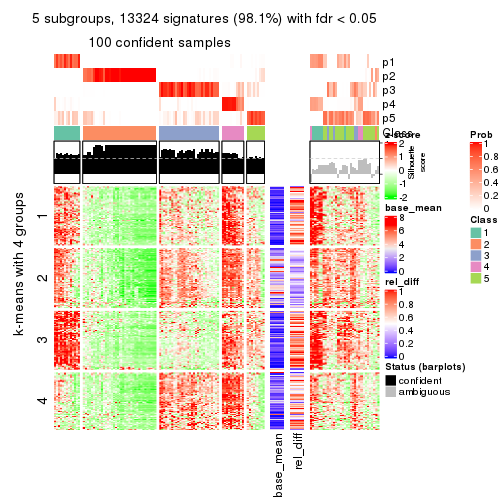 5 subgroups, 13324 signatures (98.1%) with fdr < 0.05
100 confident samples
p1
p2
p3
p4
p5
Class
k-means with 4 groups
1
2
3
4
base_mean
rel_diff
z-score
2
1
0
-1
-2
Silhouette
score
base_mean
8
6
4
2
0
rel_diff
1
0.8
0.6
0.4
0.2
0
Status (barplots)
confident
ambiguous
Prob
1
0.8
0.6
0.4
0.2
0
Class
1
2
3
4
5